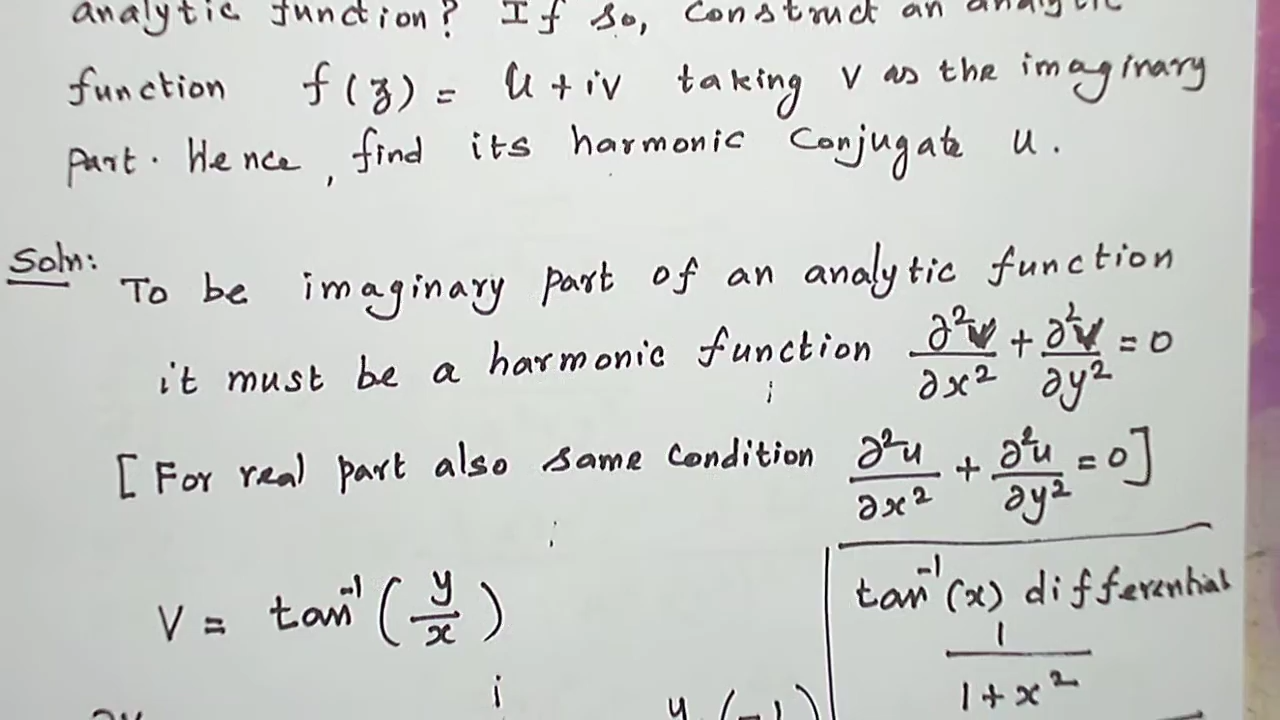 analytic function? If so, construct an analytic
function f(z) = u + iv taking v as the imaginary
part. Hence, find its harmonic Conjugate u.
Soln:
To be imaginary part of an analytic function
it must be a harmonic function ∂²v/∂x² + ∂²v/∂y² = 0
[For real part also same condition ∂²u/∂x² + ∂²u/∂y² = 0]
V = tan⁻¹(y/x)
tan⁻¹(x) differential
1/(1+x²)